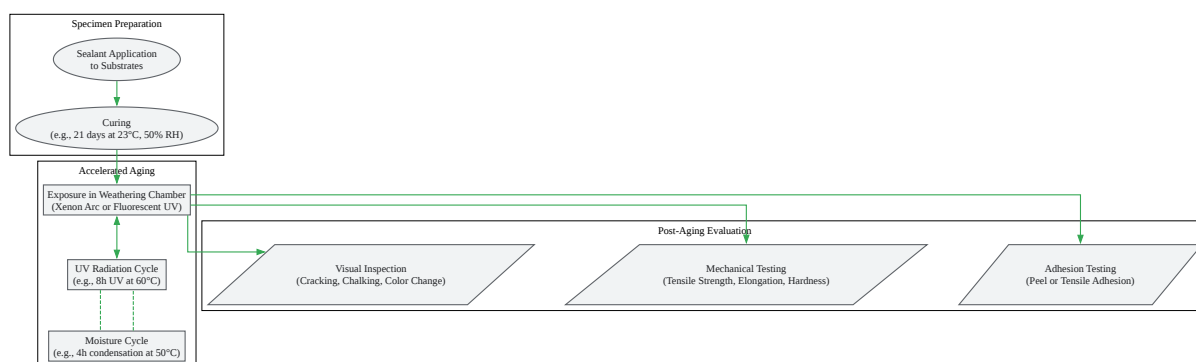 Specimen Preparation
Sealant Application
to Substrates
Curing
(e.g., 21 days at 23°C, 50% RH)
Accelerated Aging
Exposure in Weathering Chamber
(Xenon Arc or Fluorescent UV)
UV Radiation Cycle
(e.g., 8h UV at 60°C)
Moisture Cycle
(e.g., 4h condensation at 50°C)
Post-Aging Evaluation
Visual Inspection
(Cracking, Chalking, Color Change)
Mechanical Testing
(Tensile Strength, Elongation, Hardness)
Adhesion Testing
(Peel or Tensile Adhesion)